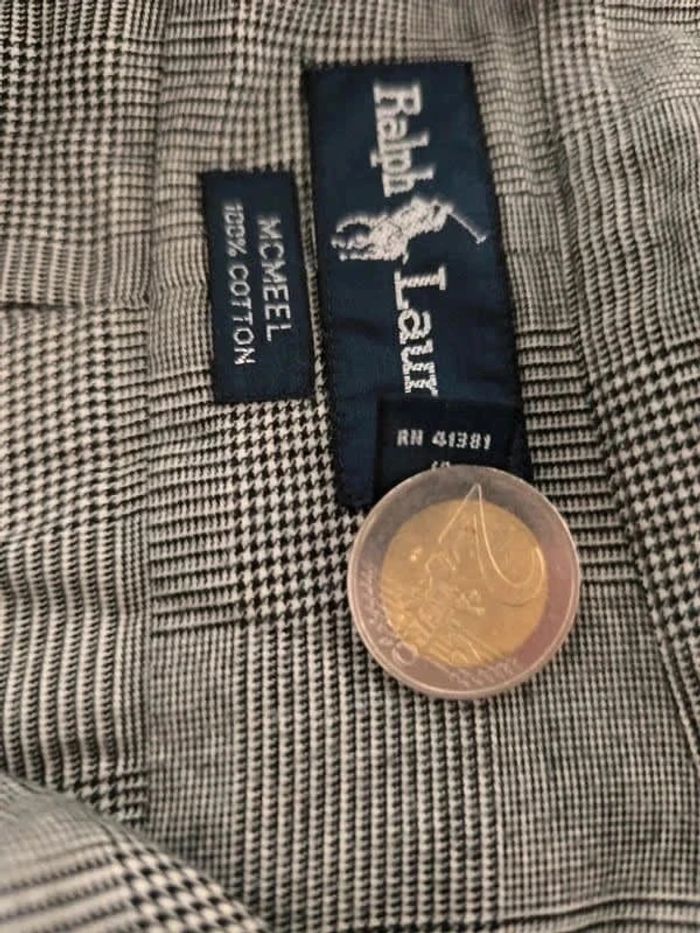 Ralph Laur
MCMEEL
100% COTTON
RN 41381